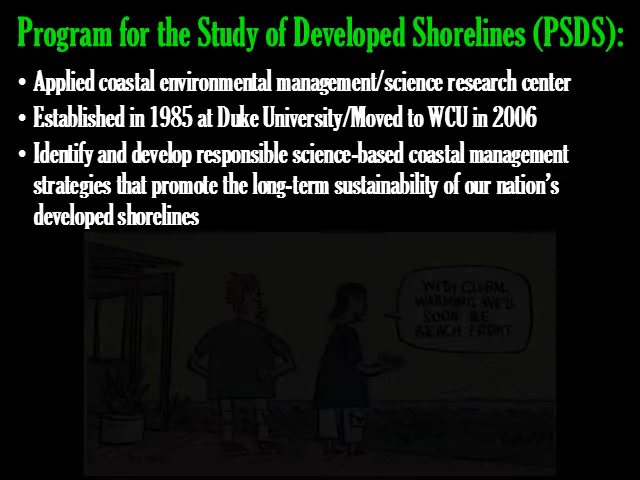 Program for the Study of Developed Shorelines (PSDS):
• Applied coastal environmental management/science research center
• Established in 1985 at Duke University/Moved to WCU in 2006
• Identify and develop responsible science-based coastal management
strategies that promote the long-term sustainability of our nation's
developed shorelines
WITH GLOBAL
WARMING WE'LL
SOON BE
BEACH FRONT